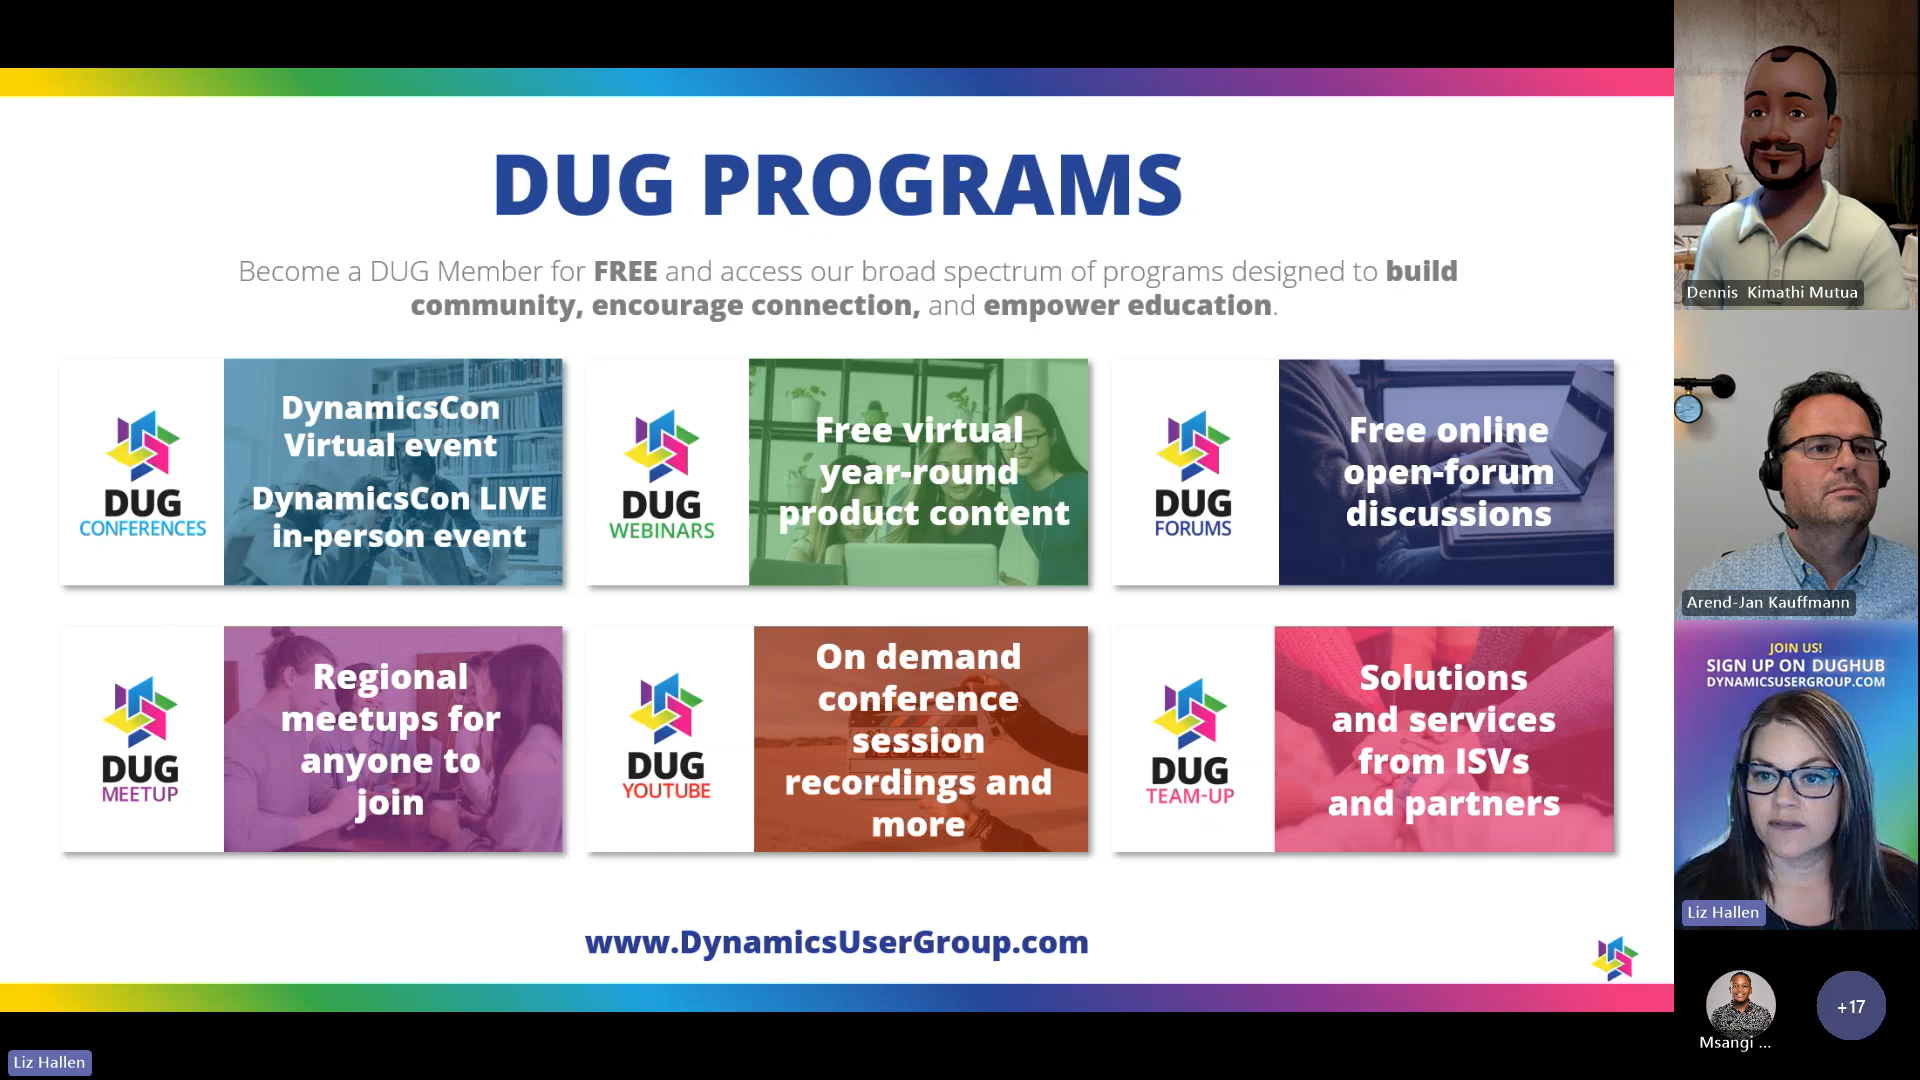 DUG PROGRAMS
Become a DUG Member for FREE and access our broad spectrum of programs designed to build
community, encourage connection, and empower education.
DUG
CONFERENCES
DynamicsCon
Virtual event
DynamicsCon LIVE
in-person event
DUG
WEBINARS
Free virtual
year-round
product content
DUG
FORUMS
Free online
open-forum
discussions
DUG
MEETUP
Regional
meetups for
anyone to
join
DUG
YOUTUBE
On demand
conference
session
recordings and
more
DUG
TEAM-UP
Solutions
and services
from ISVs
and partners
www.DynamicsUserGroup.com
Liz Hallen
Dennis Kimathi Mutua
Arend-Jan Kauffmann
JOIN US!
SIGN UP ON DUGHUB
DYNAMICSUSERGROUP.COM
Liz Hallen
Msangi ...
+17